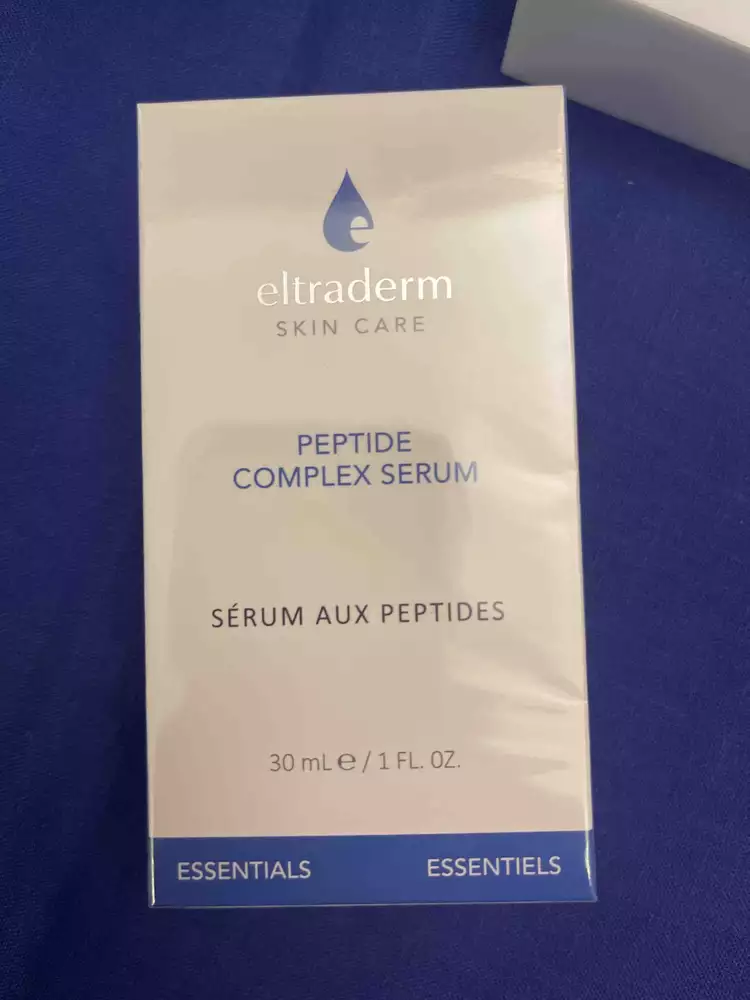 e
eltraderm
SKIN CARE
PEPTIDE
COMPLEX SERUM
SÉRUM AUX PEPTIDES
30 mL ℮ / 1 FL. OZ.
ESSENTIALS ESSENTIELS